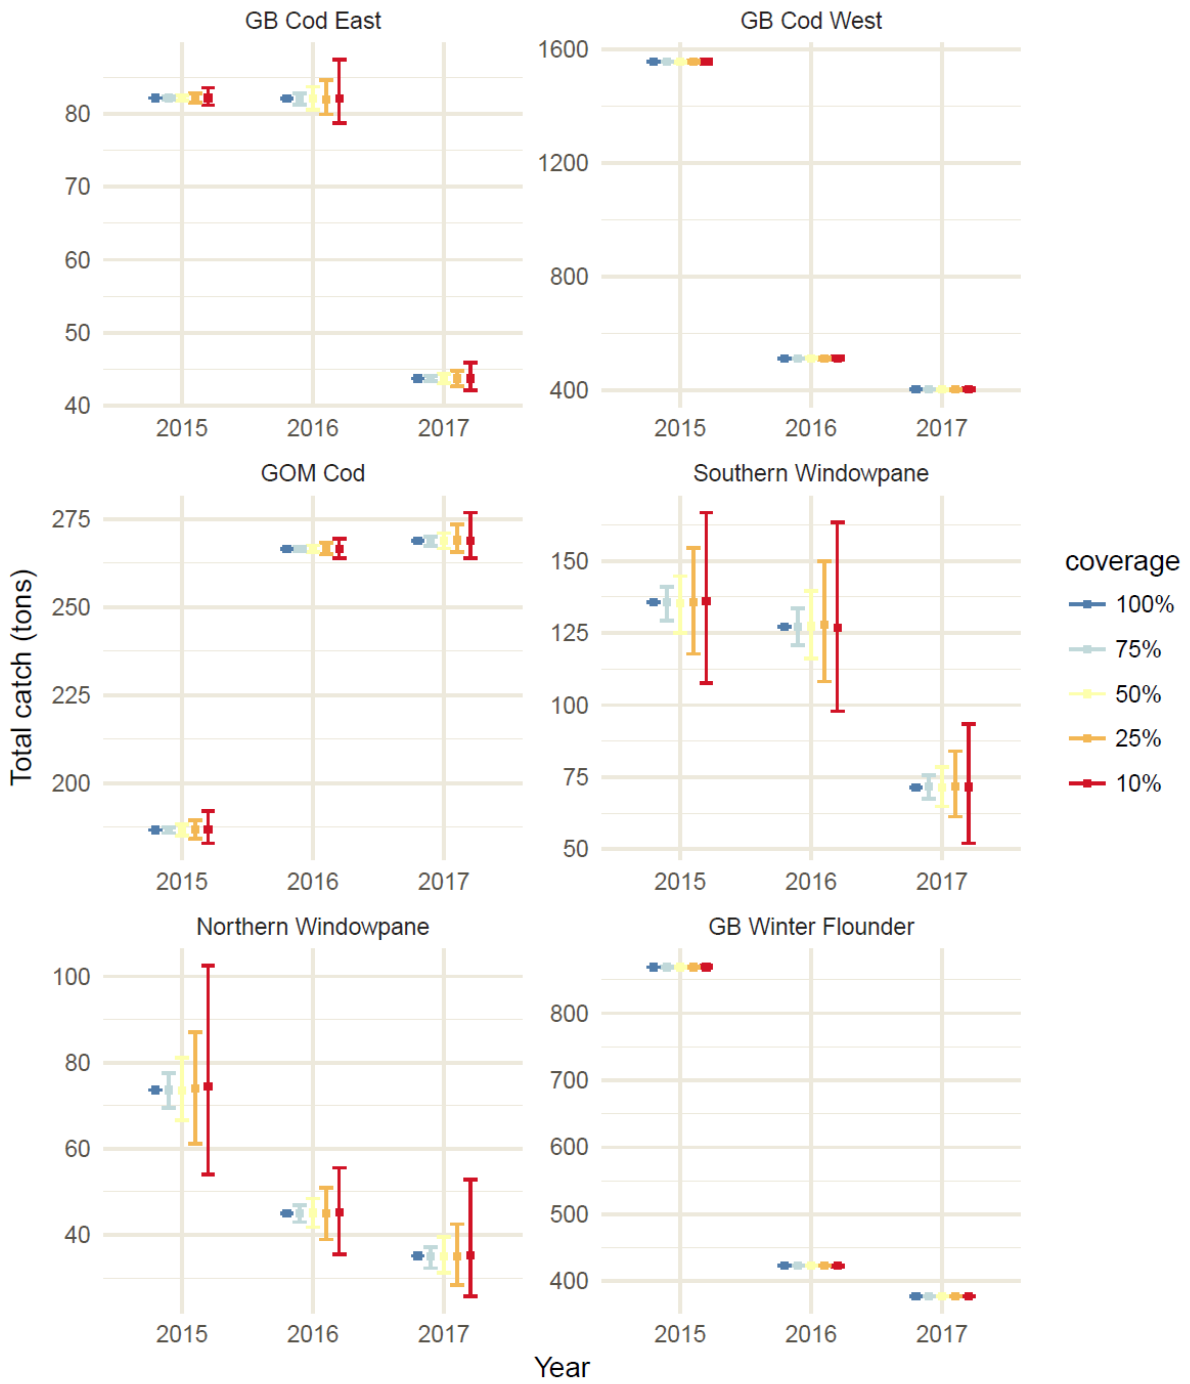 GB Cod East
80
70
60
50
40
2015 2016 2017
GB Cod West
1600
1200
800
400
2015 2016 2017
GOM Cod
275
250
225
200
2015 2016 2017
Southern Windowpane
150
125
100
75
50
2015 2016 2017
Northern Windowpane
100
80
60
40
2015 2016 2017
GB Winter Flounder
800
700
600
500
400
2015 2016 2017
Total catch (tons)
Year
coverage
100%
75%
50%
25%
10%